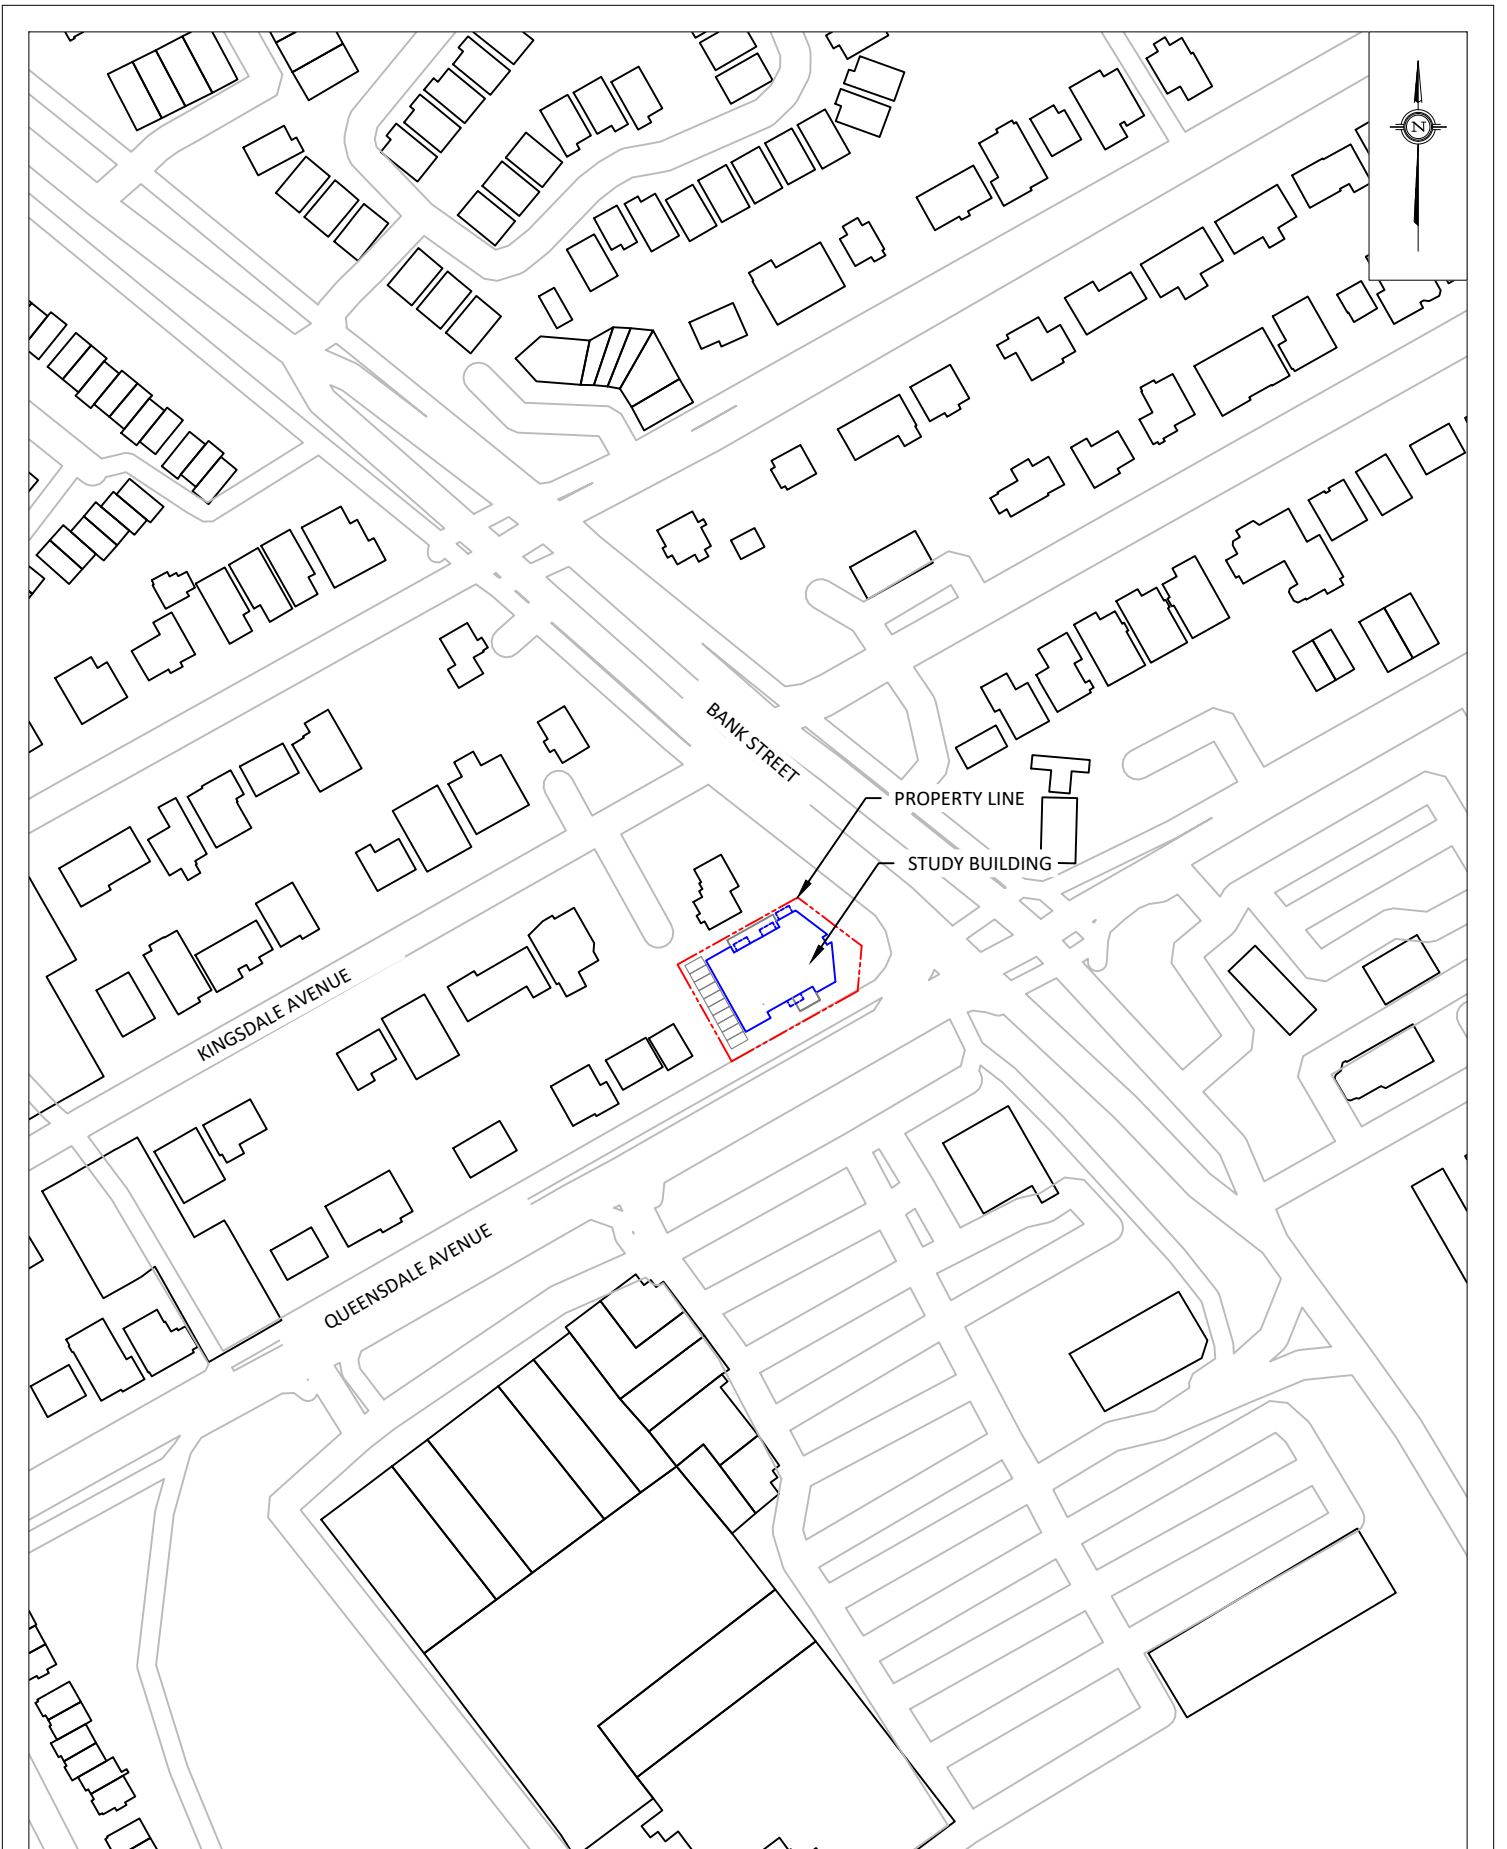 N
BANK STREET
PROPERTY LINE
STUDY BUILDING
KINGSDALE AVENUE
QUEENSDALE AVENUE